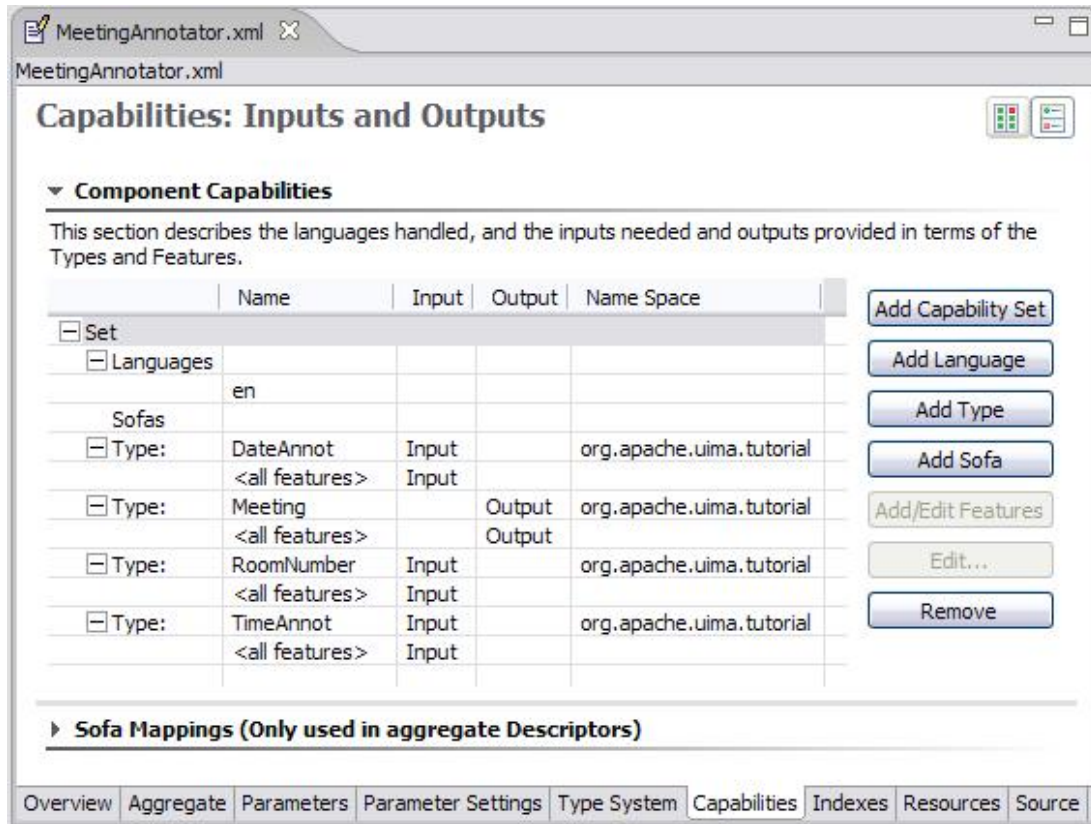 MeetingAnnotator.xml
MeetingAnnotator.xml
Capabilities: Inputs and Outputs
Component Capabilities
This section describes the languages handled, and the inputs needed and outputs provided in terms of the
Types and Features.
Name Input Output Name Space
Set
Languages
en
Sofas
Type: DateAnnot Input org.apache.uima.tutorial
<all features> Input
Type: Meeting Output org.apache.uima.tutorial
<all features> Output
Type: RoomNumber Input org.apache.uima.tutorial
<all features> Input
Type: TimeAnnot Input org.apache.uima.tutorial
<all features> Input
Add Capability Set
Add Language
Add Type
Add Sofa
Add/Edit Features
Edit...
Remove
Sofa Mappings (Only used in aggregate Descriptors)
Overview Aggregate Parameters Parameter Settings Type System Capabilities Indexes Resources Source